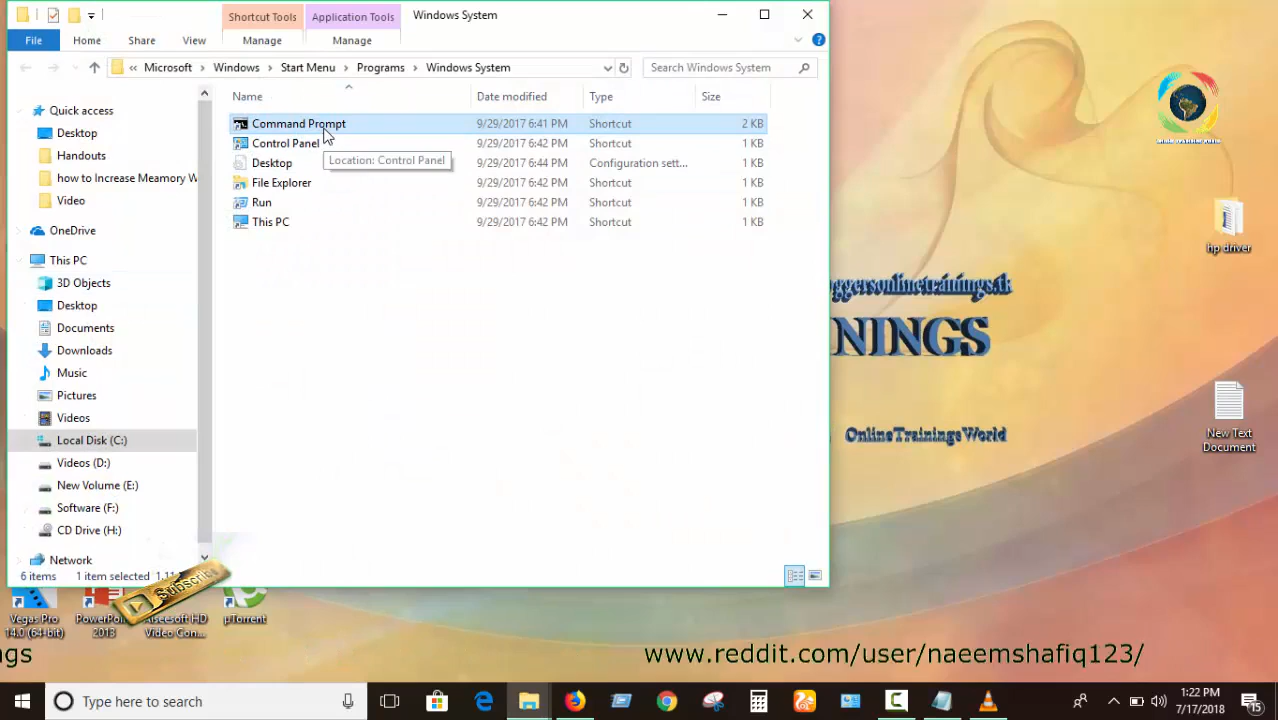 Shortcut Tools
Application Tools
Windows System
File
Home
Share
View
Manage
Manage
« Microsoft > Windows > Start Menu > Programs > Windows System
Search Windows System
Name
Date modified
Type
Size
Command Prompt 9/29/2017 6:41 PM Shortcut 2 KB
Control Panel 9/29/2017 6:42 PM Shortcut 1 KB
Location: Control Panel
Desktop 9/29/2017 6:44 PM Configuration sett... 1 KB
File Explorer 9/29/2017 6:42 PM Shortcut 1 KB
Run 9/29/2017 6:42 PM Shortcut 1 KB
This PC 9/29/2017 6:42 PM Shortcut 1 KB
Quick access
Desktop
Handouts
how to Increase Meamory W
Video
OneDrive
This PC
3D Objects
Desktop
Documents
Downloads
Music
Pictures
Videos
Local Disk (C:)
Videos (D:)
New Volume (E:)
Software (F:)
CD Drive (H:)
Network
6 items 1 item selected
Subscribe
hp driver
ggersonlinetrainings.tk
NINGS
OnlineTrainingsWorld
New Text
Document
Vegas Pro
14.0 (64-bit)
PowerPoi
2013
Aiseesoft HD
Video Con...
µTorrent
gs
www.reddit.com/user/naeemshafiq123/
Type here to search
1:22 PM
7/17/2018
15